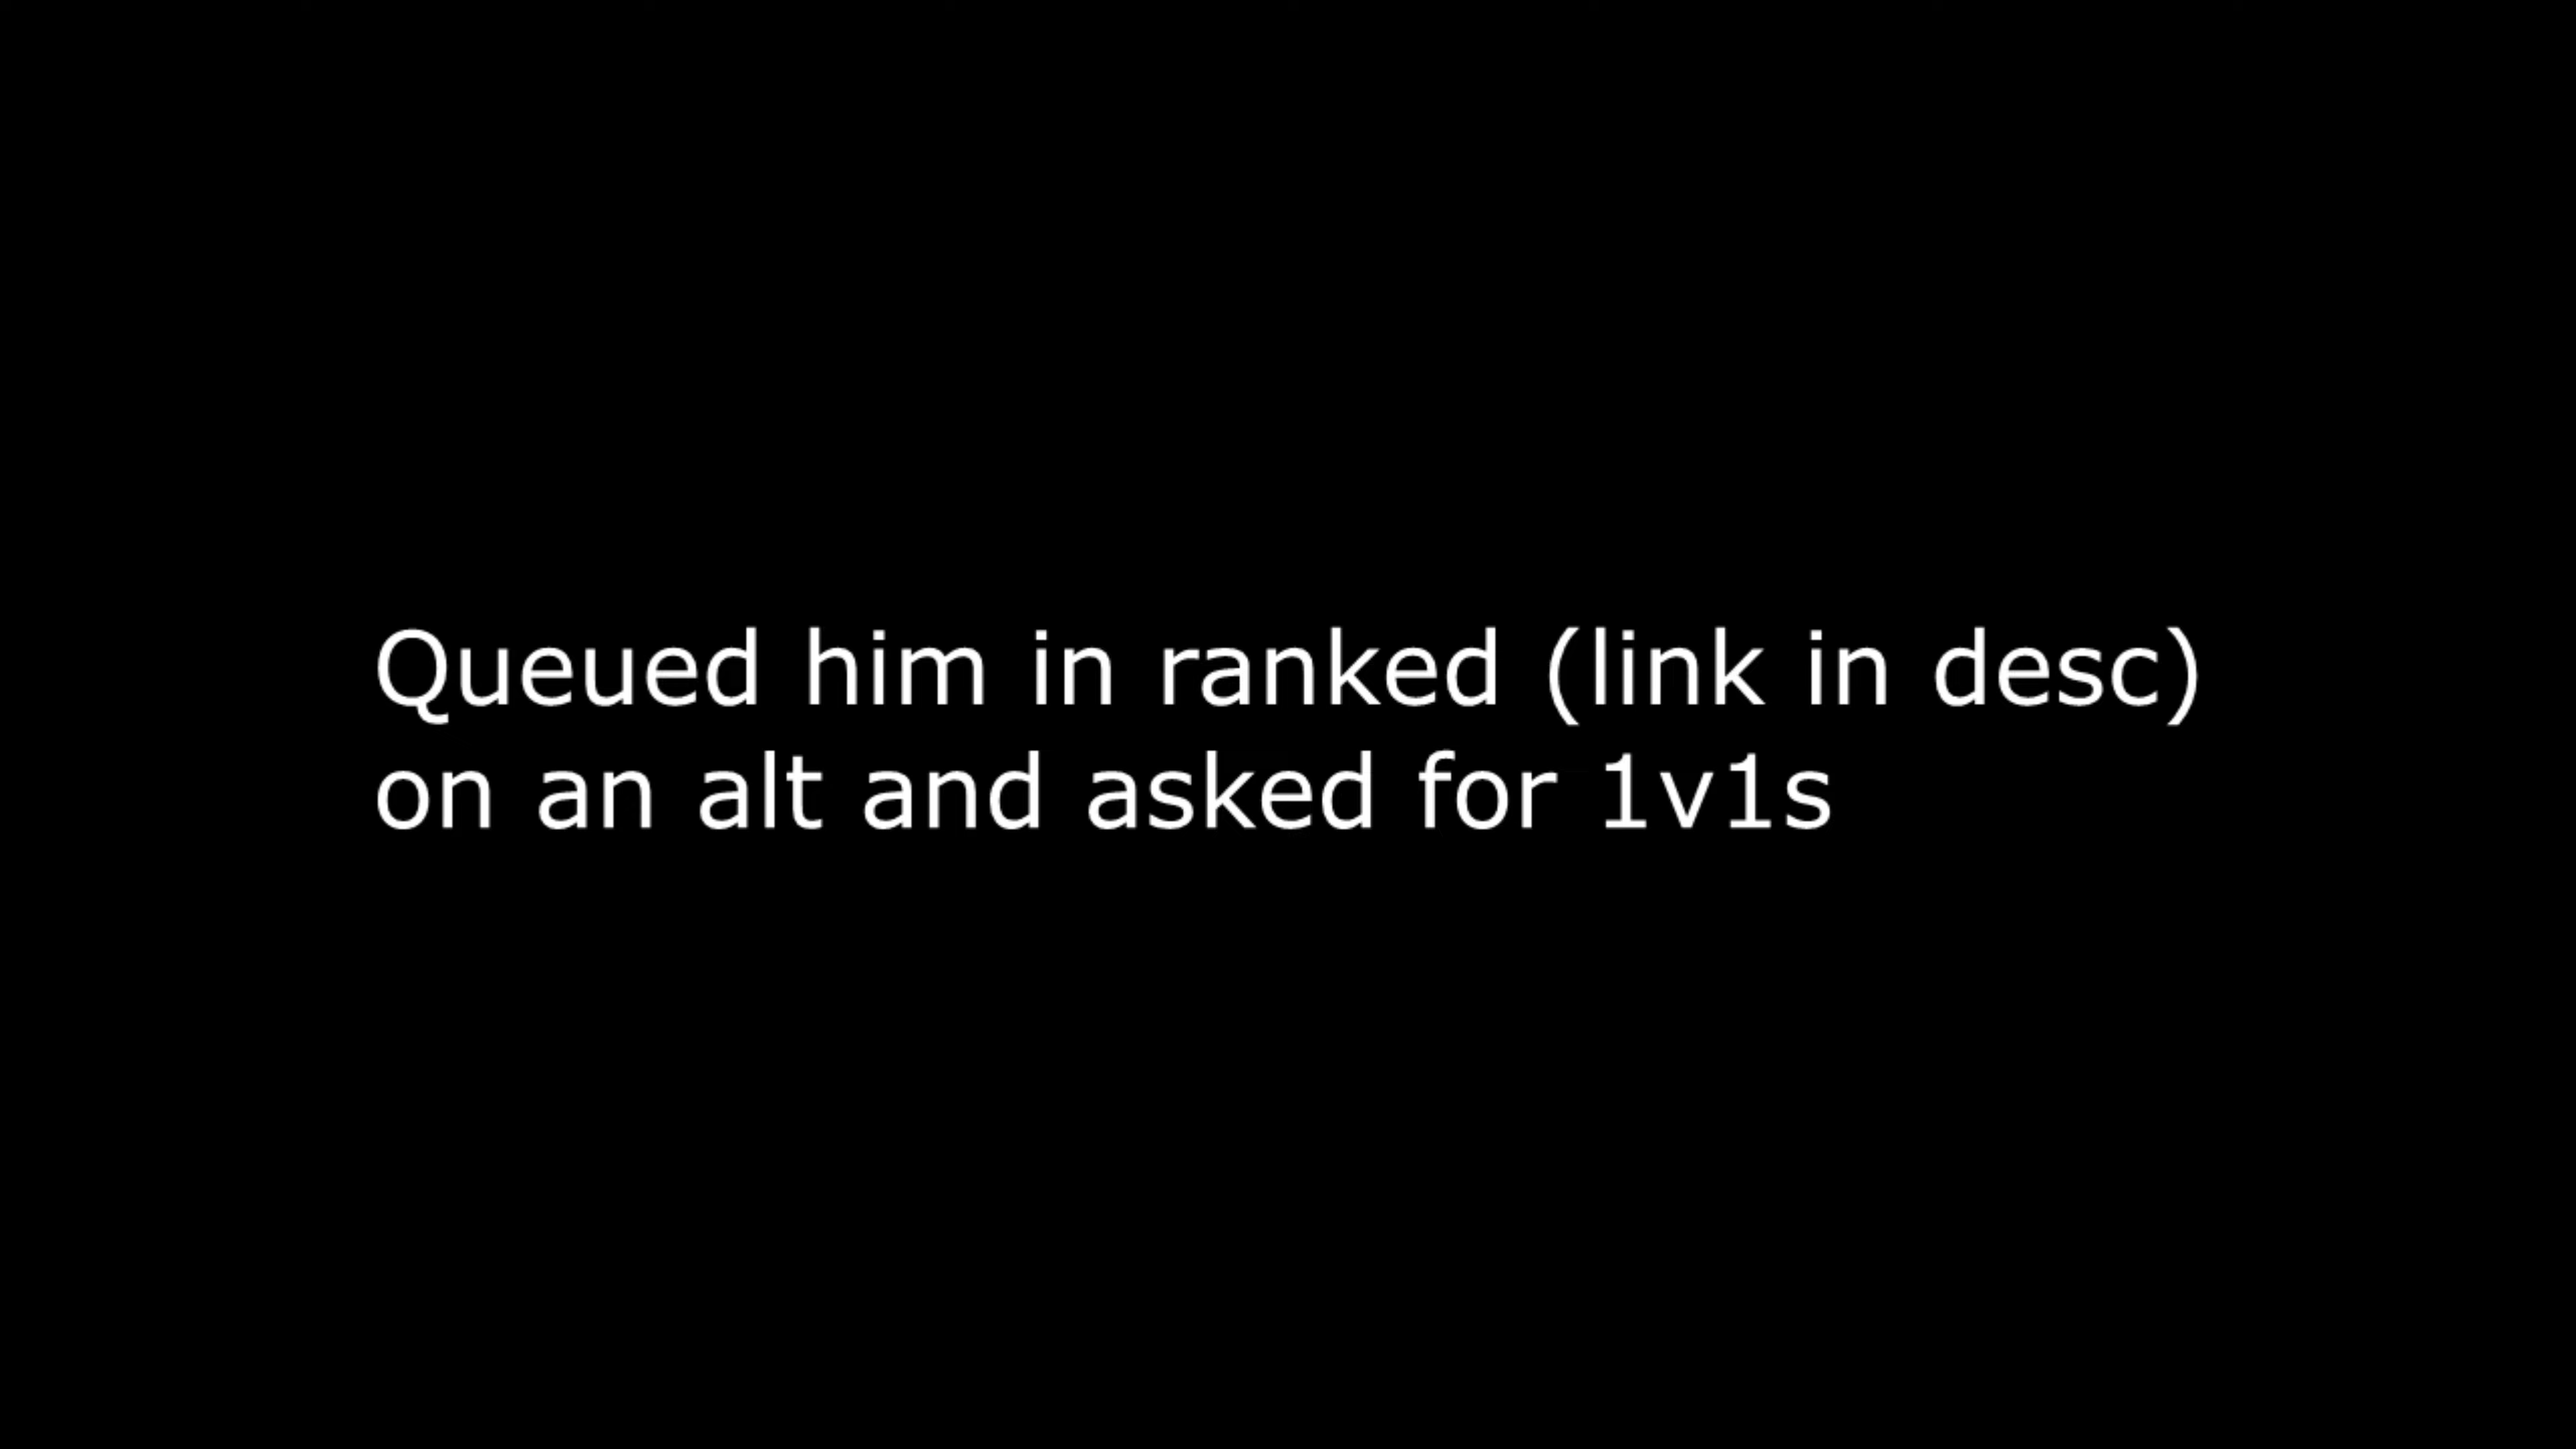 Queued him in ranked (link in desc)
on an alt and asked for 1v1s